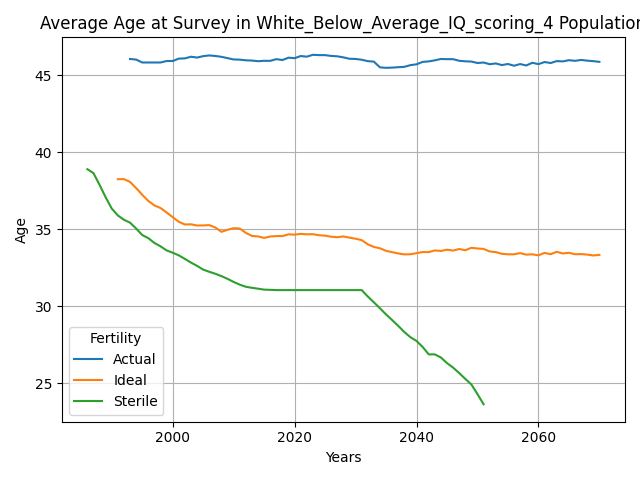 Average Age at Survey in White_Below_Average_IQ_scoring_4 Population
45
40
35
30
25
Age
Fertility
Actual
Ideal
Sterile
2000 2020 2040 2060
Years